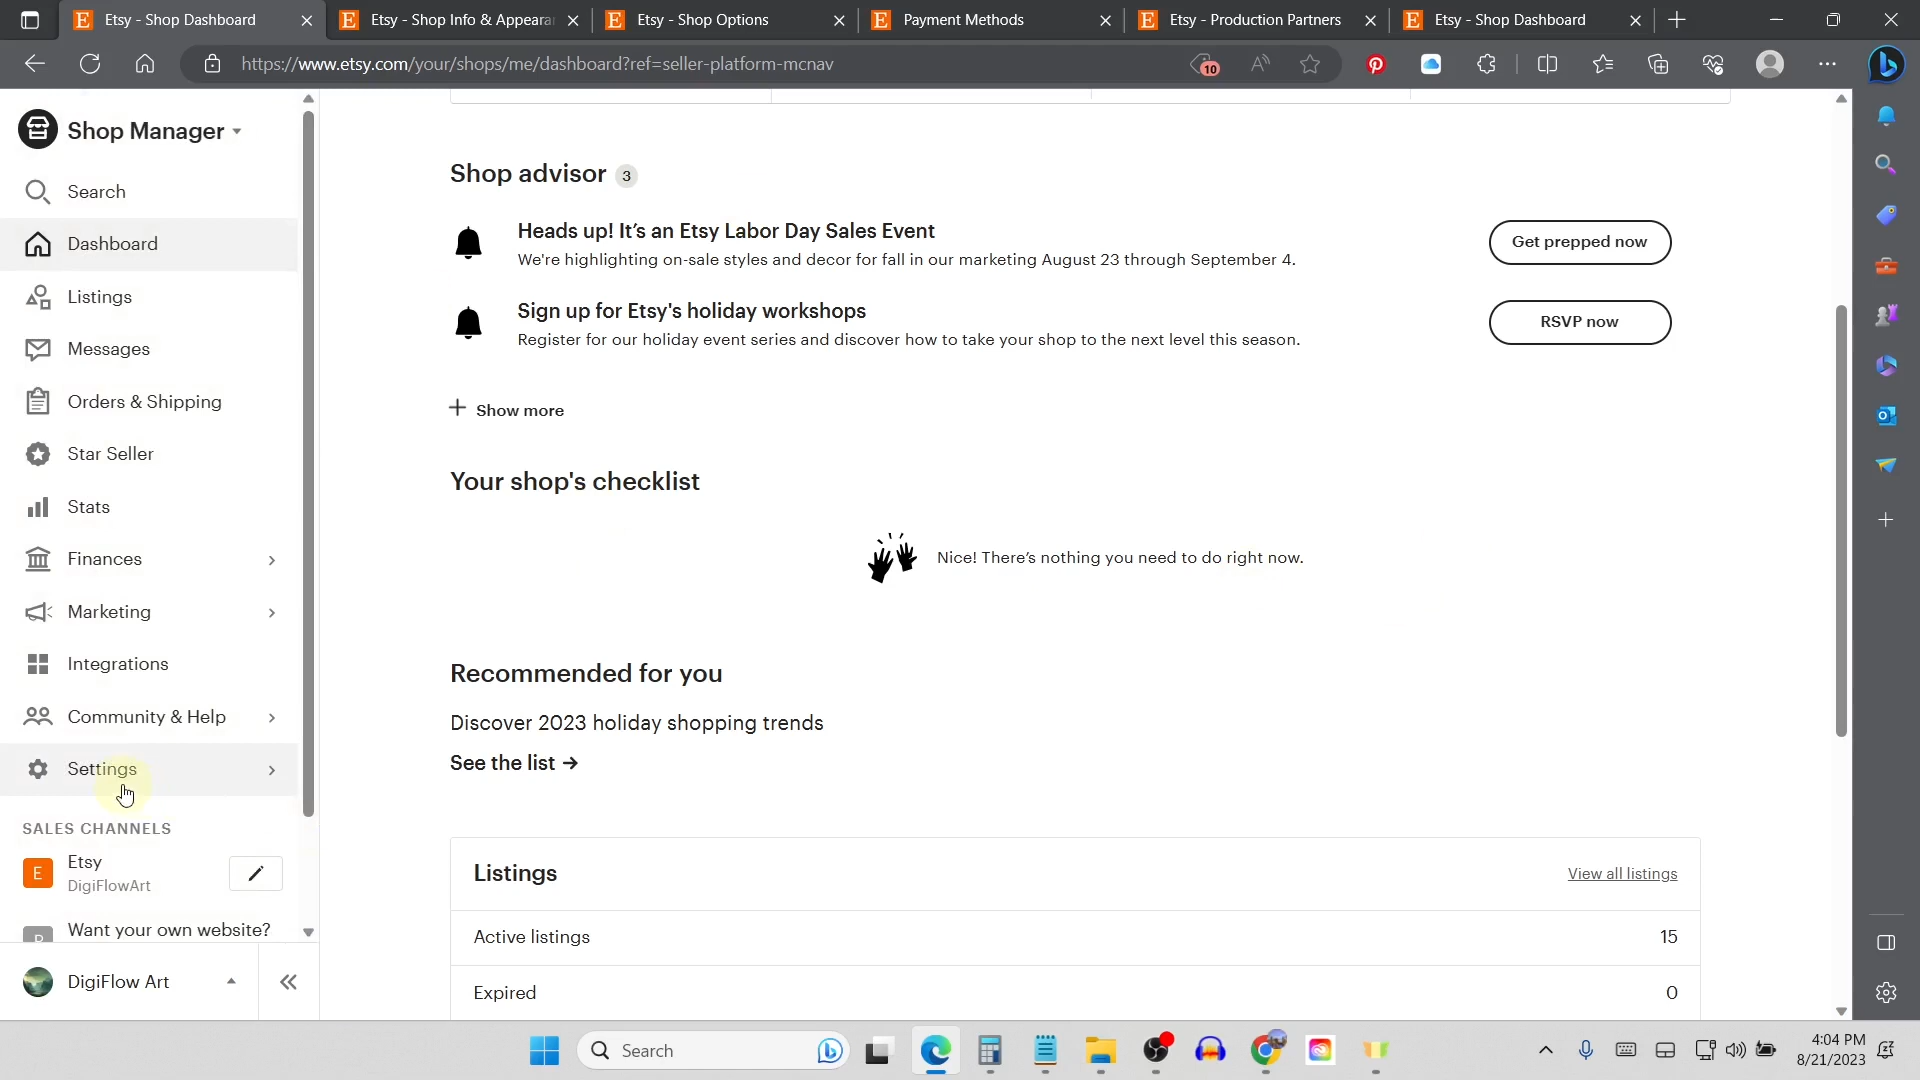 Etsy - Shop Dashboard
Etsy - Shop Info & Appeara
Etsy - Shop Options
Payment Methods
Etsy - Production Partners
Etsy - Shop Dashboard
https://www.etsy.com/your/shops/me/dashboard?ref=seller-platform-mcnav
10
Shop Manager
Search
Dashboard
Listings
Messages
Orders & Shipping
Star Seller
Stats
Finances
Marketing
Integrations
Community & Help
Settings
SALES CHANNELS
E
Etsy
DigiFlowArt
Want your own website?
DigiFlow Art
Shop advisor 3
Heads up! It's an Etsy Labor Day Sales Event
We're highlighting on-sale styles and decor for fall in our marketing August 23 through September 4.
Get prepped now
Sign up for Etsy's holiday workshops
Register for our holiday event series and discover how to take your shop to the next level this season.
RSVP now
+ Show more
Your shop's checklist
Nice! There's nothing you need to do right now.
Recommended for you
Discover 2023 holiday shopping trends
See the list →
Listings
View all listings
Active listings 15
Expired 0
Search
4:04 PM
8/21/2023